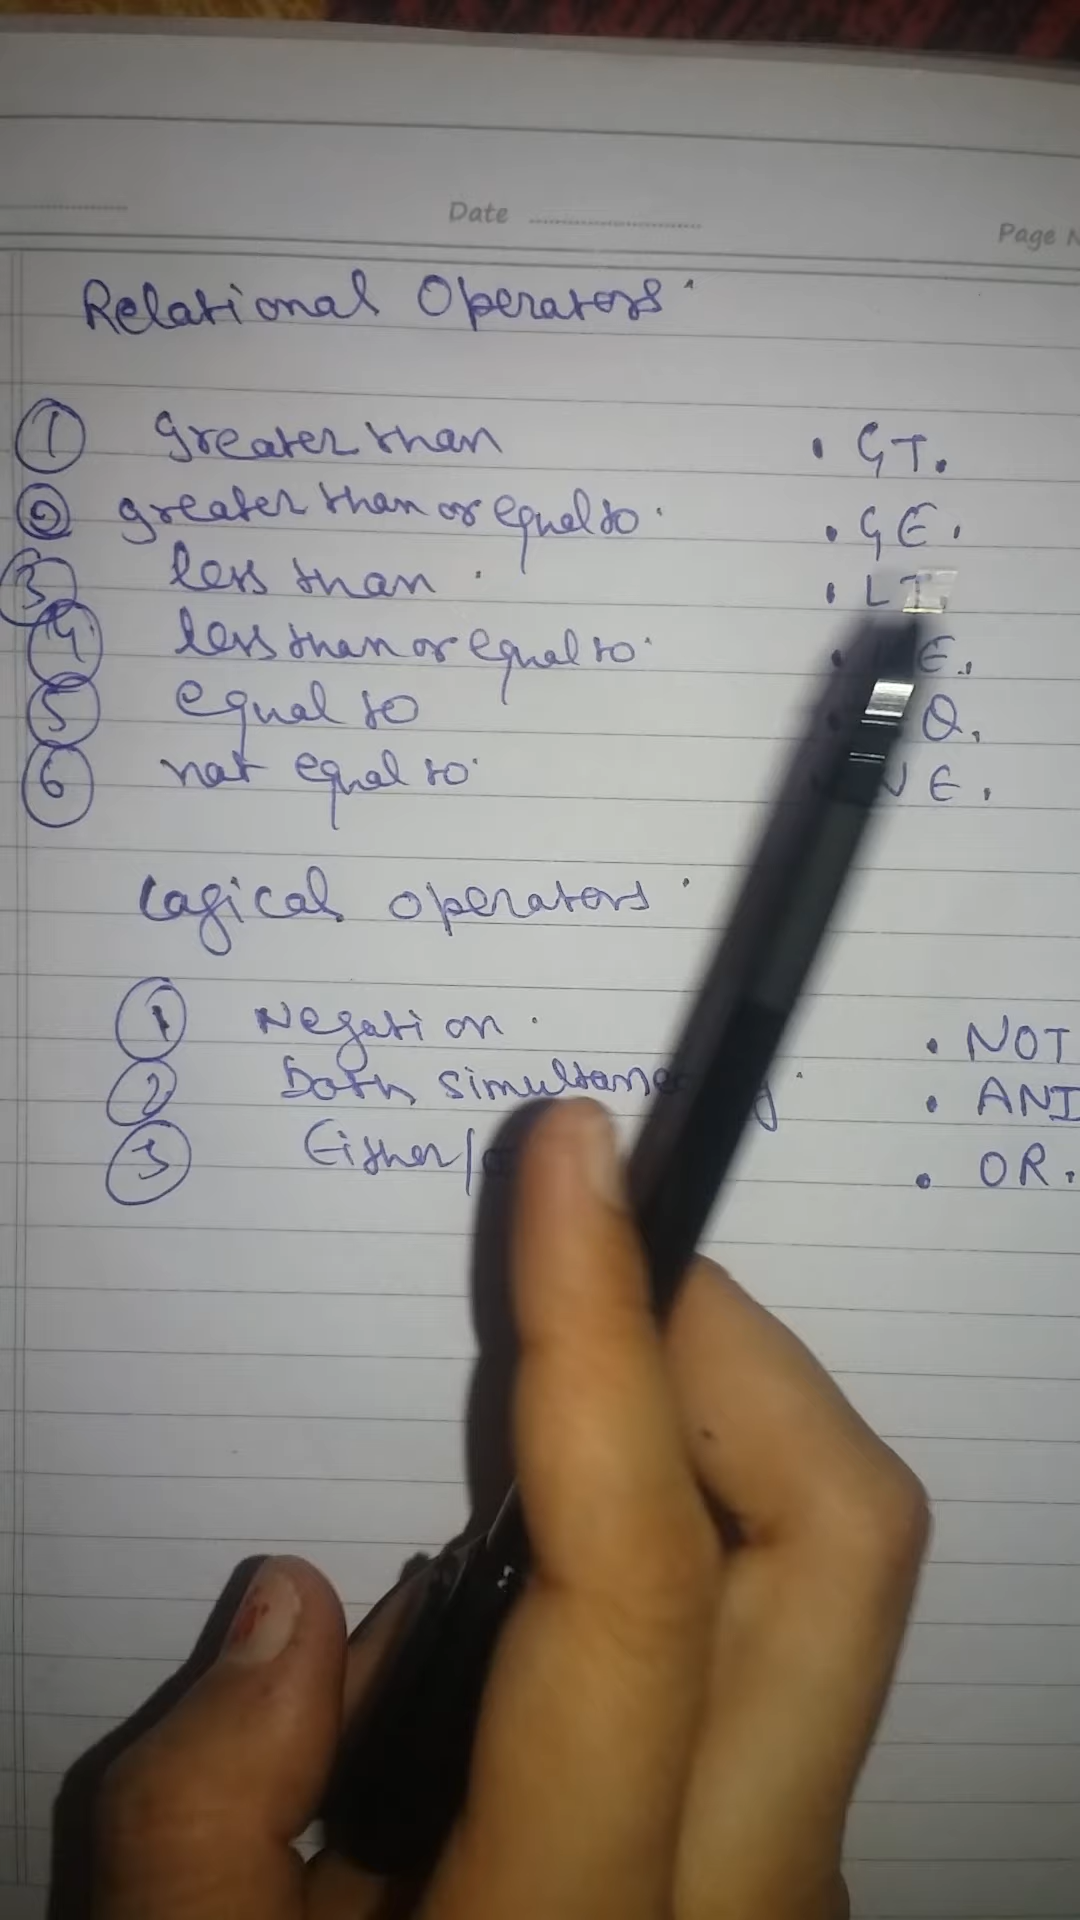 Date
Page N
Relational Operators
1 greater than .GT.
2 greater than or equal to .GE.
3 less than .LT.
4 less than or equal to E.
5 equal to Q.
6 not equal to NE.
Logical operators
1 Negation .NOT
2 both .AN
3 Either/ .OR.